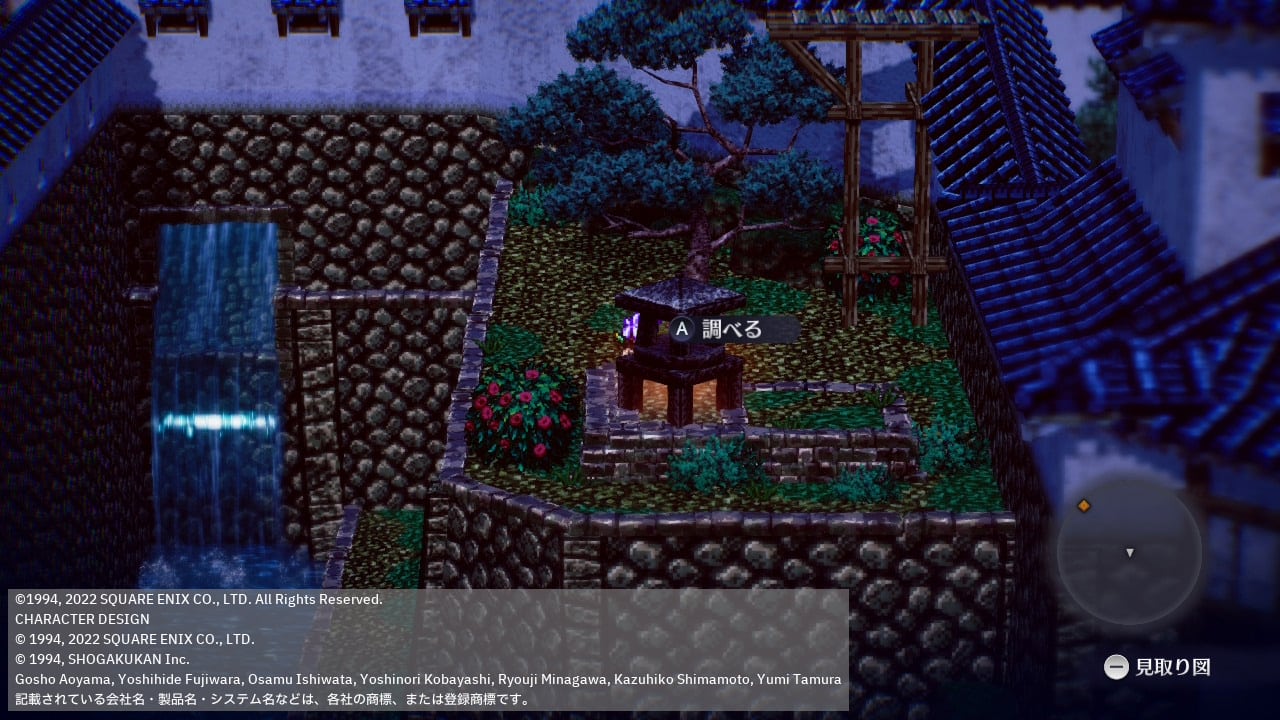 A 調べる
見取り図
©1994, 2022 SQUARE ENIX CO., LTD. All Rights Reserved.
CHARACTER DESIGN
© 1994, 2022 SQUARE ENIX CO., LTD.
© 1994, SHOGAKUKAN Inc.
Gosho Aoyama, Yoshihide Fujiwara, Osamu Ishiwata, Yoshinori Kobayashi, Ryouji Minagawa, Kazuhiko Shimamoto, Yumi Tamura
記載されている会社名・製品名・システム名などは、各社の商標、または登録商標です。